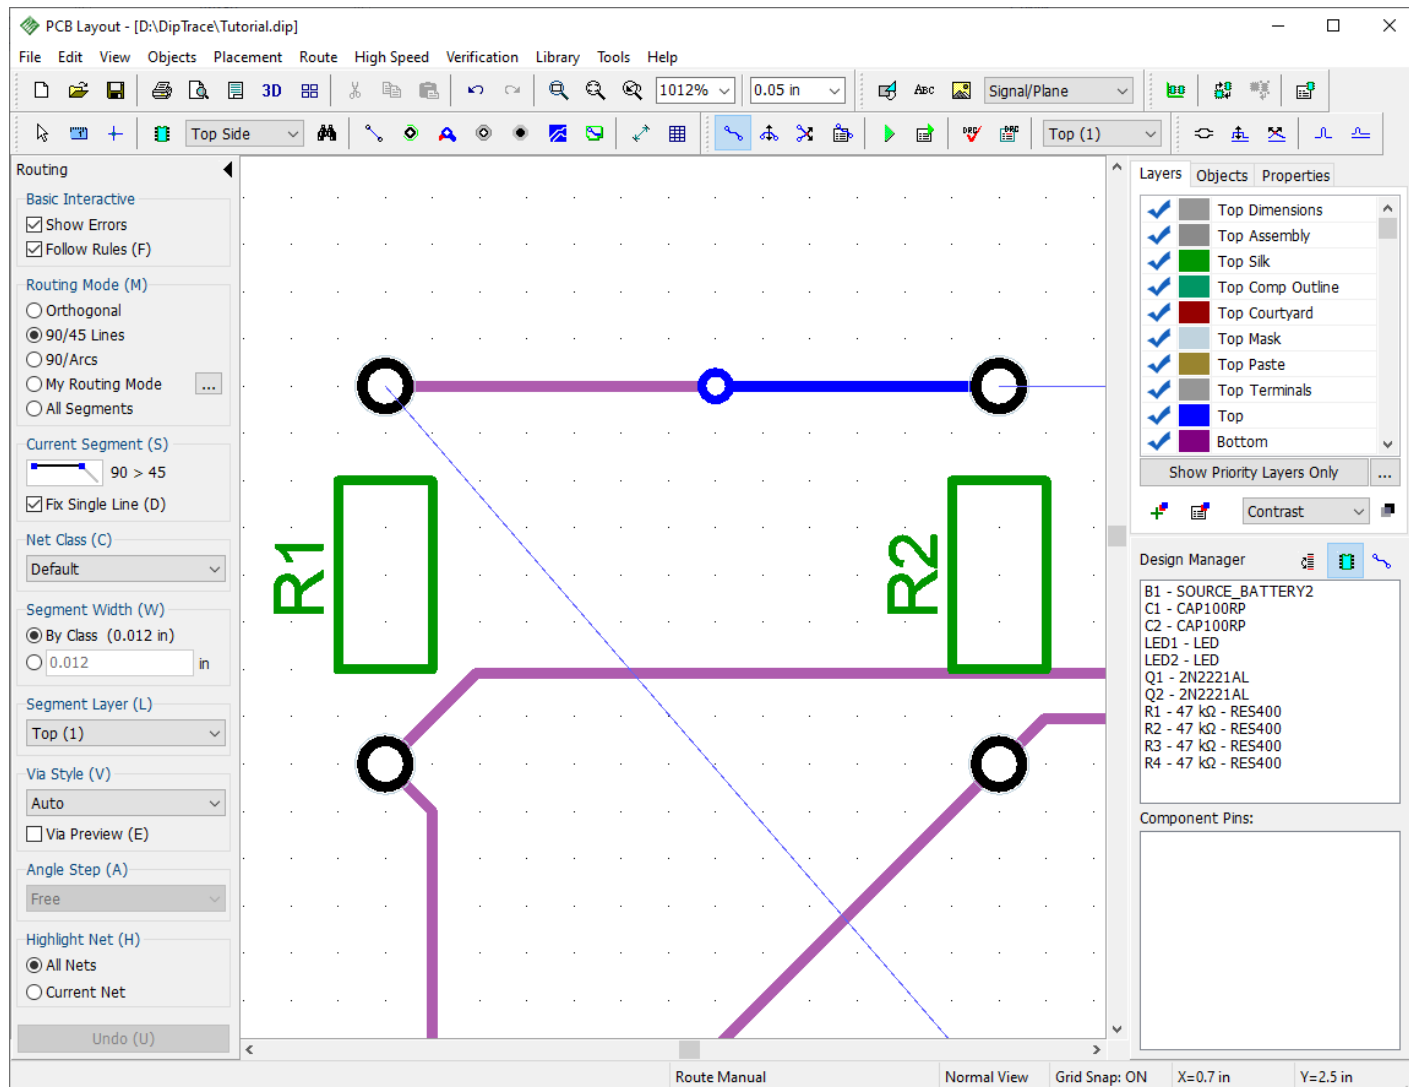 PCB Layout - [D:\DipTrace\Tutorial.dip]
File Edit View Objects Placement Route High Speed Verification Library Tools Help
3D 1012% 0.05 in ABC Signal/Plane
Top Side DRC DRC Top (1)
Routing
Basic Interactive
Show Errors
Follow Rules (F)
Routing Mode (M)
Orthogonal
90/45 Lines
90/Arcs
My Routing Mode ...
All Segments
Current Segment (S)
90 > 45
Fix Single Line (D)
Net Class (C)
Default
Segment Width (W)
By Class (0.012 in)
0.012 in
Segment Layer (L)
Top (1)
Via Style (V)
Auto
Via Preview (E)
Angle Step (A)
Free
Highlight Net (H)
All Nets
Current Net
Undo (U)
R1
R2
Layers Objects Properties
Top Dimensions
Top Assembly
Top Silk
Top Comp Outline
Top Courtyard
Top Mask
Top Paste
Top Terminals
Top
Bottom
Show Priority Layers Only ...
Contrast
Design Manager
B1 - SOURCE_BATTERY2
C1 - CAP100RP
C2 - CAP100RP
LED1 - LED
LED2 - LED
Q1 - 2N2221AL
Q2 - 2N2221AL
R1 - 47 kΩ - RES400
R2 - 47 kΩ - RES400
R3 - 47 kΩ - RES400
R4 - 47 kΩ - RES400
Component Pins:
Route Manual Normal View Grid Snap: ON X=0.7 in Y=2.5 in